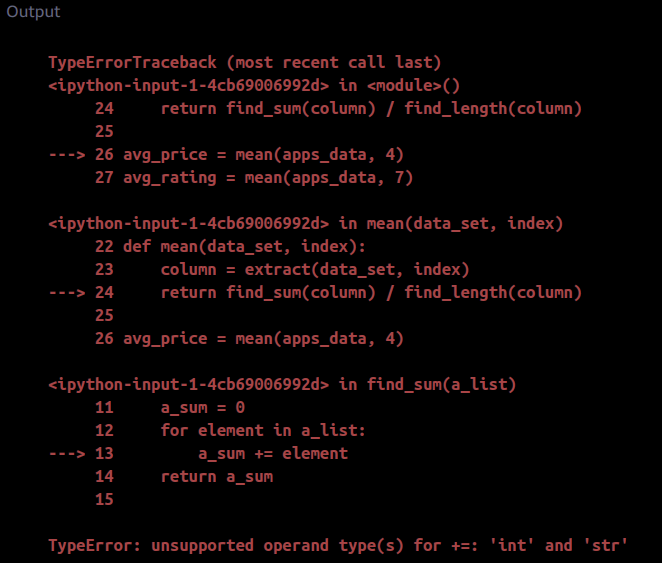 Output
TypeErrorTraceback (most recent call last)
<ipython-input-1-4cb69006992d> in <module>()
     24     return find_sum(column) / find_length(column)
     25
---> 26 avg_price = mean(apps_data, 4)
     27 avg_rating = mean(apps_data, 7)

<ipython-input-1-4cb69006992d> in mean(data_set, index)
     22 def mean(data_set, index):
     23     column = extract(data_set, index)
---> 24     return find_sum(column) / find_length(column)
     25
     26 avg_price = mean(apps_data, 4)

<ipython-input-1-4cb69006992d> in find_sum(a_list)
     11     a_sum = 0
     12     for element in a_list:
---> 13         a_sum += element
     14     return a_sum
     15

TypeError: unsupported operand type(s) for +=: 'int' and 'str'